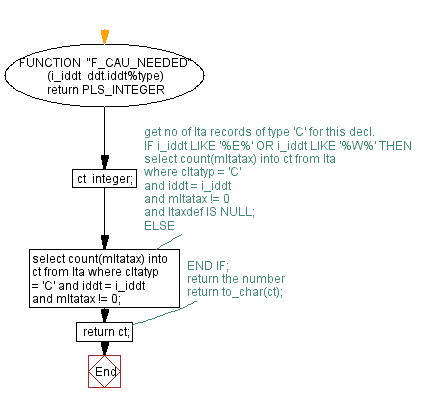 FUNCTION "F_CAU_NEEDED"
(i_iddt ddt.iddt%type)
return PLS_INTEGER
get no of lta records of type 'C' for this decl.
IF i_iddt LIKE '%E%' OR i_iddt LIKE '%W%' THEN
select count(mltatax) into ct from lta
where cltatyp = 'C'
and iddt = i_iddt
and mltatax != 0
and ltaxdef IS NULL;
ELSE
ct integer;
select count(mltatax) into
ct from lta where cltatyp
= 'C' and iddt = i_iddt
and mltatax != 0;
END IF;
return the number
return to_char(ct);
return ct;
End